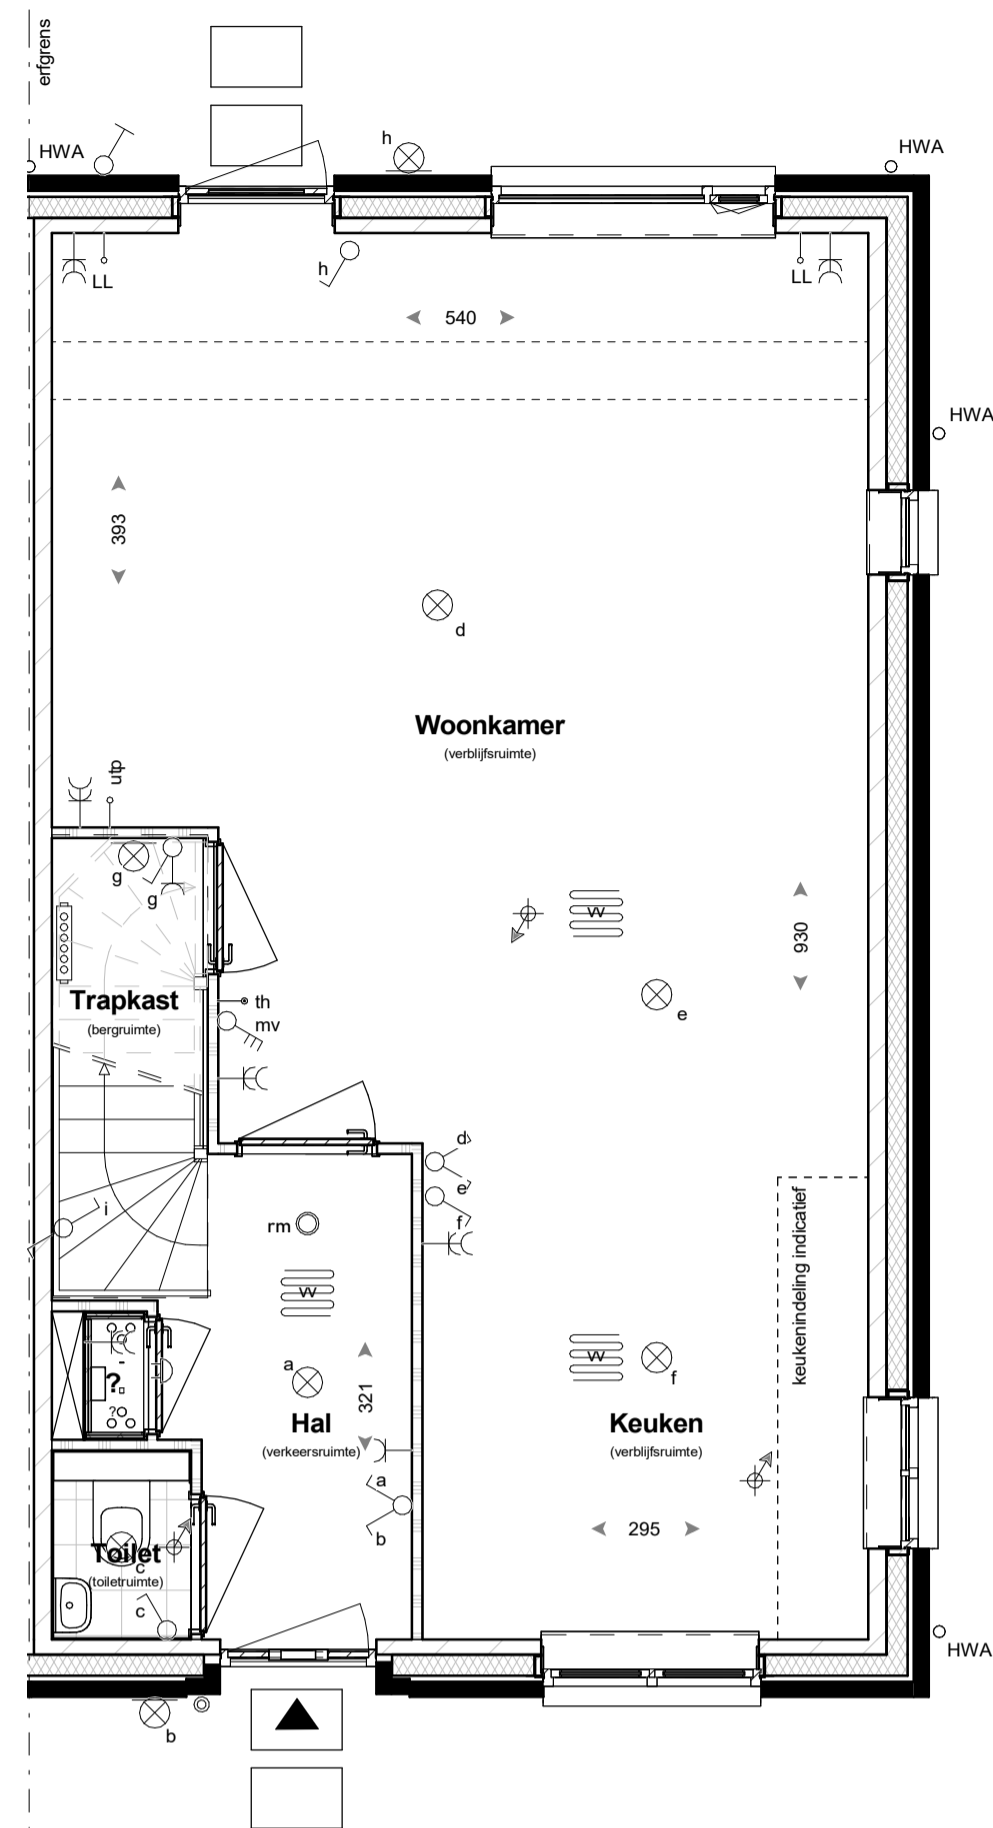 erfgrens
HWA
h
HWA
LL
h
LL
540
HWA
393
d
Woonkamer
(verblijfsruimte)
utp
g
g
W
930
e
Trapkast
(bergruimte)
th
mv
d
e
f
i
rm
W
keukenindeling indicatief
W
f
?
?
a
321
Hal
(verkeersruimte)
Keuken
(verblijfsruimte)
a
b
295
Toilet
c
(toiletruimte)
c
HWA
b